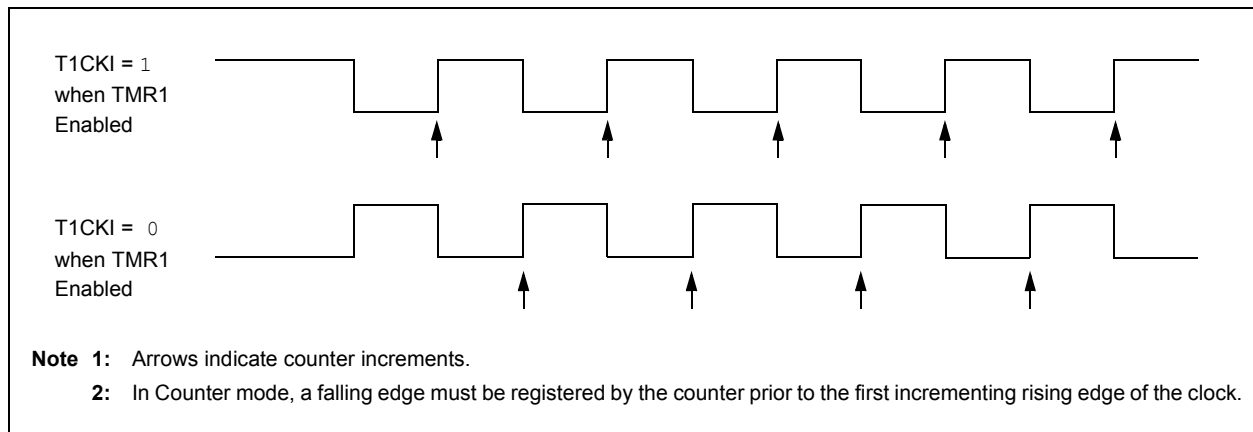 T1CKI = 1
when TMR1
Enabled
T1CKI = 0
when TMR1
Enabled
Note 1: Arrows indicate counter increments.
2: In Counter mode, a falling edge must be registered by the counter prior to the first incrementing rising edge of the clock.